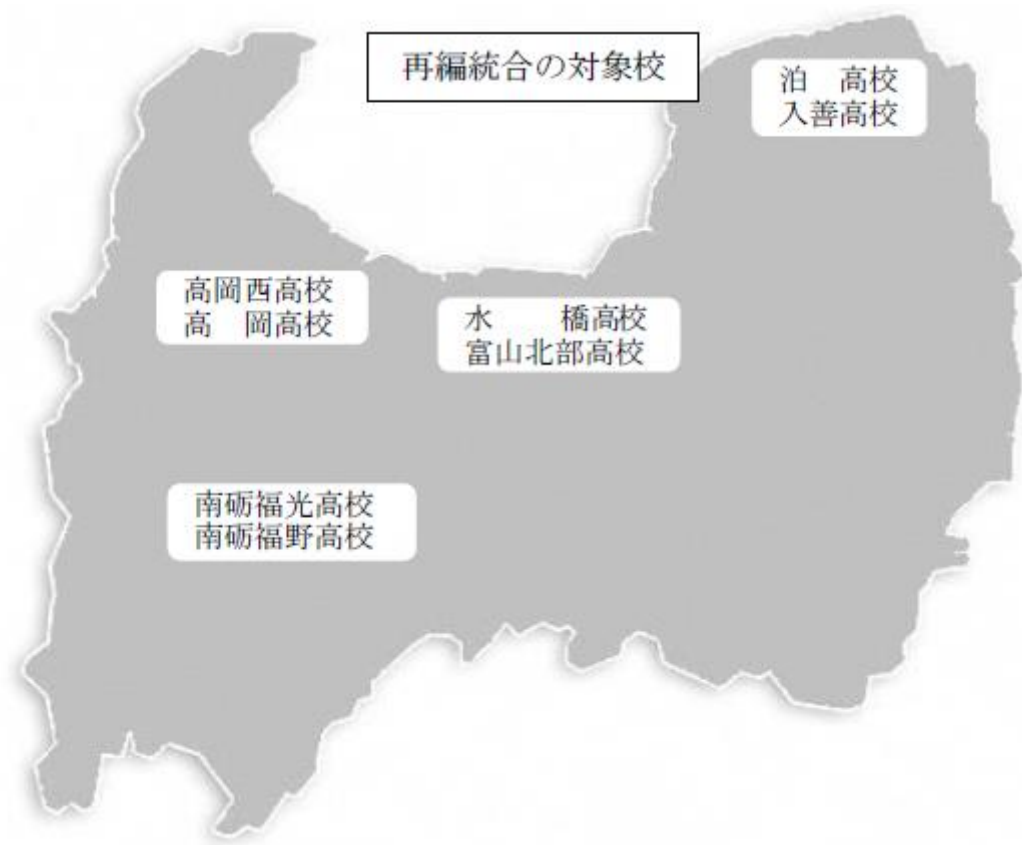 再編統合の対象校
泊　高校
入善高校
高岡西高校
高　岡高校
水　　橋高校
富山北部高校
南砺福光高校
南砺福野高校